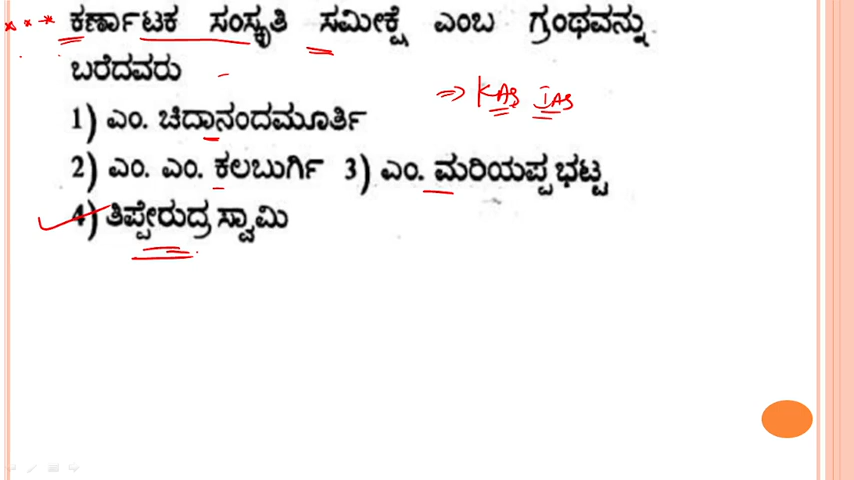 *** ಕರ್ಣಾಟಕ ಸಂಸ್ಕೃತಿ ಸಮೀಕ್ಷೆ ಎಂಬ ಗ್ರಂಥವನ್ನು
ಬರೆದವರು
⇒ KAS IAS
1) ಎಂ. ಚಿದಾನಂದಮೂರ್ತಿ
2) ಎಂ. ಎಂ. ಕಲಬುರ್ಗಿ 3) ಎಂ. ಮರಿಯಪ್ಪ ಭಟ್ಟ
4) ತಿಪ್ಪೇರುದ್ರ ಸ್ವಾಮಿ